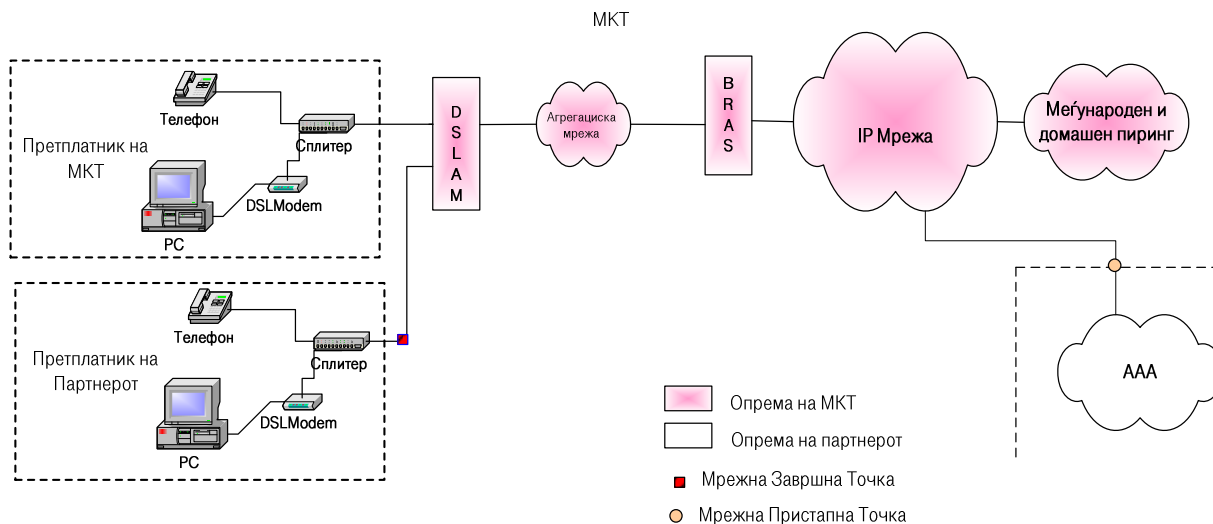 МКТ
Телефон
Сплитер
Претплатник на
МКТ
DSLModem
PC
D
S
L
A
M
Агрегациска
мрежа
B
R
A
S
IP Мрежа
Меѓународен и
домашен пиринг
Телефон
Сплитер
Претплатник на
Партнерот
DSLModem
PC
AAA
Опрема на МКТ
Опрема на партнерот
Мрежна Завршна Точка
Мрежна Пристапна Точка